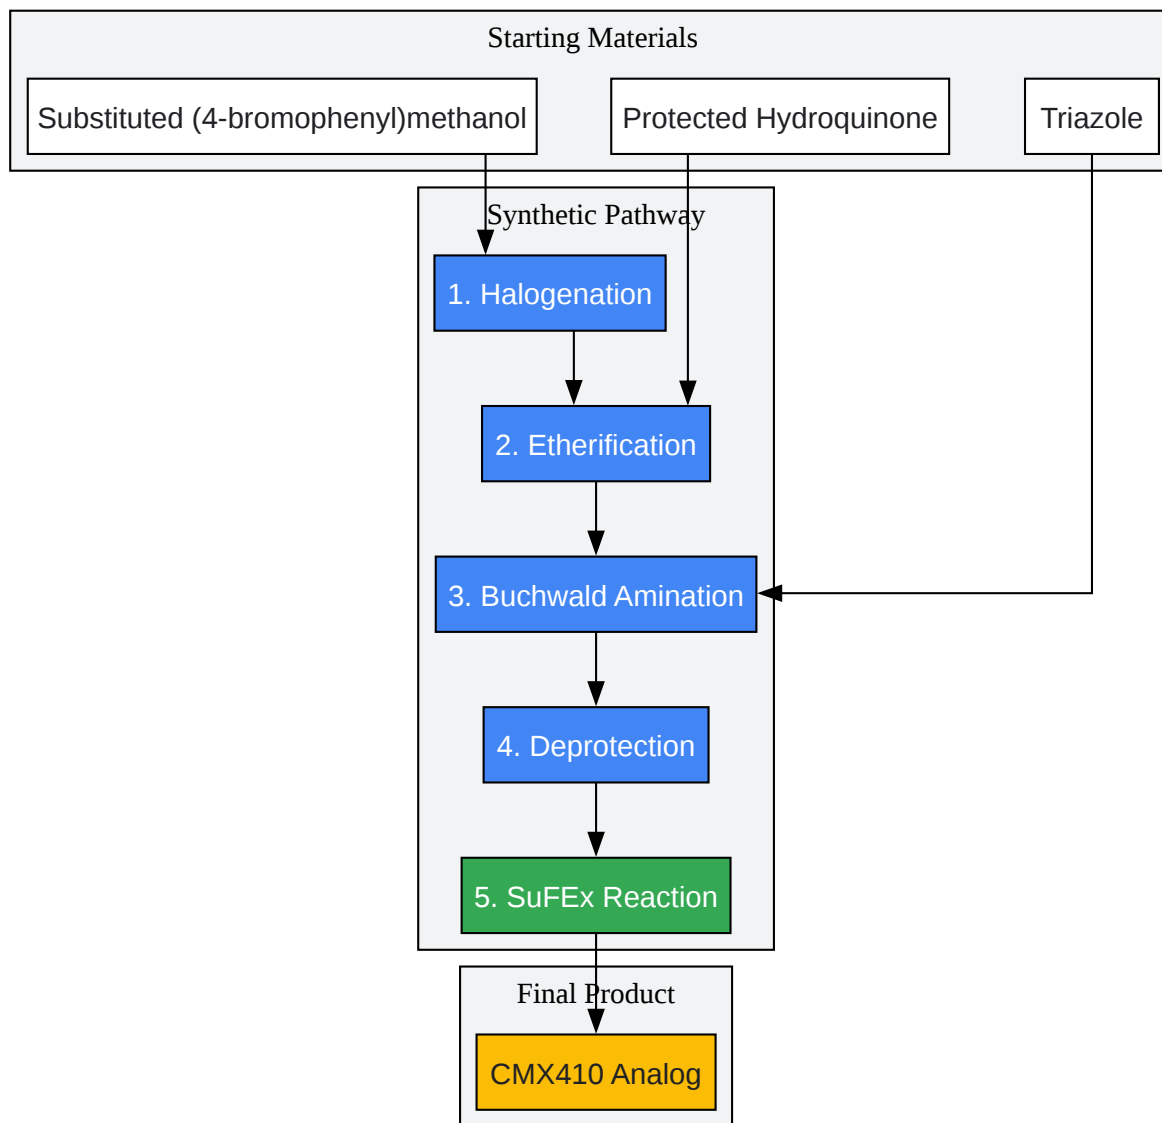 Starting Materials
Substituted (4-bromophenyl)methanol
Protected Hydroquinone
Triazole
Synthetic Pathway
1. Halogenation
2. Etherification
3. Buchwald Amination
4. Deprotection
5. SuFEx Reaction
Final Product
CMX410 Analog